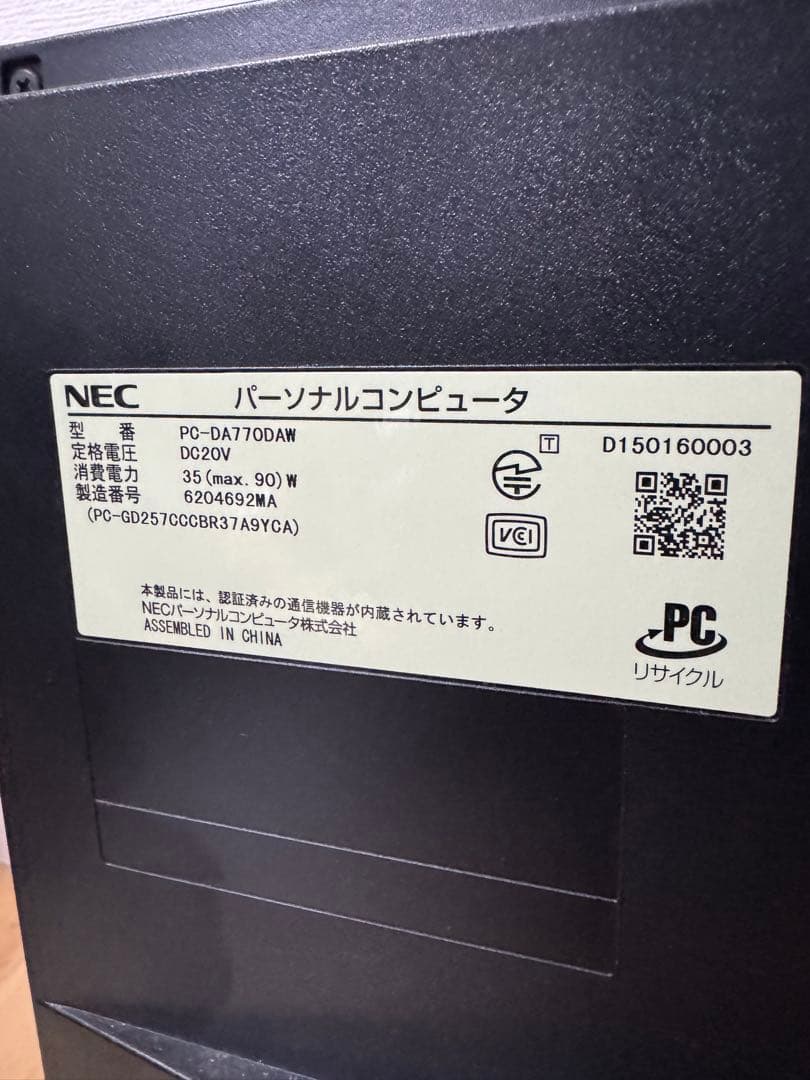 NEC パーソナルコンピュータ
型 番 PC-DA770DAW
定格電圧 DC20V
消費電力 35(max.90)W
製造番号 6204692MA
(PC-GD257CCCBR37A9YCA)
T
D150160003
VCI
本製品には、認証済みの通信機器が内蔵されています。
NECパーソナルコンピュータ株式会社
ASSEMBLED IN CHINA
PC
リサイクル